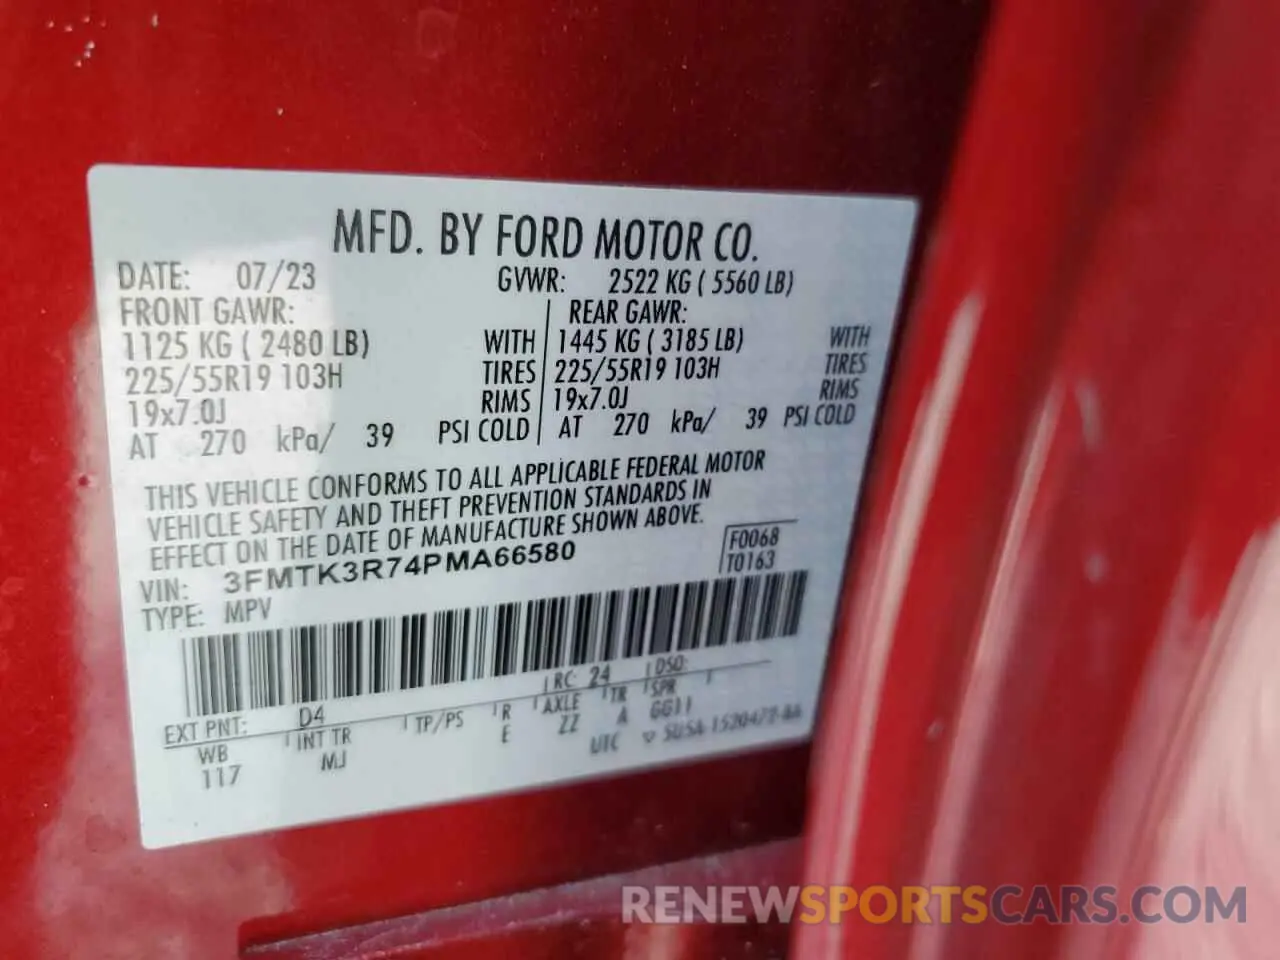 MFD. BY FORD MOTOR CO.
DATE: 07/23 GVWR: 2522 KG ( 5560 LB)
FRONT GAWR: REAR GAWR:
1125 KG ( 2480 LB) WITH 1445 KG ( 3185 LB) WITH
225/55R19 103H TIRES 225/55R19 103H TIRES
19x7.0J RIMS 19x7.0J RIMS
AT 270 kPa/ 39 PSI COLD AT 270 kPa/ 39 PSI COLD
THIS VEHICLE CONFORMS TO ALL APPLICABLE FEDERAL MOTOR
VEHICLE SAFETY AND THEFT PREVENTION STANDARDS IN
EFFECT ON THE DATE OF MANUFACTURE SHOWN ABOVE.
F0068
T0163
VIN: 3FMTK3R74PMA66580
TYPE: MPV
EXT PNT: D4 RC: 24 DSO:
WB INT TR TP/PS R AXLE TR SPR
117 MJ E ZZ A GG11
UTC
RENEWSPORTSCARS.COM